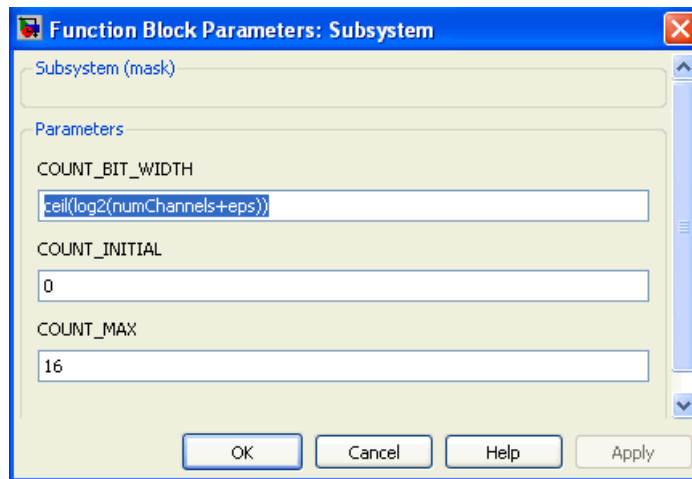 Function Block Parameters: Subsystem
Subsystem (mask)
Parameters
COUNT_BIT_WIDTH
ceil(log2(numChannels+eps))
COUNT_INITIAL
0
COUNT_MAX
16
OK Cancel Help Apply